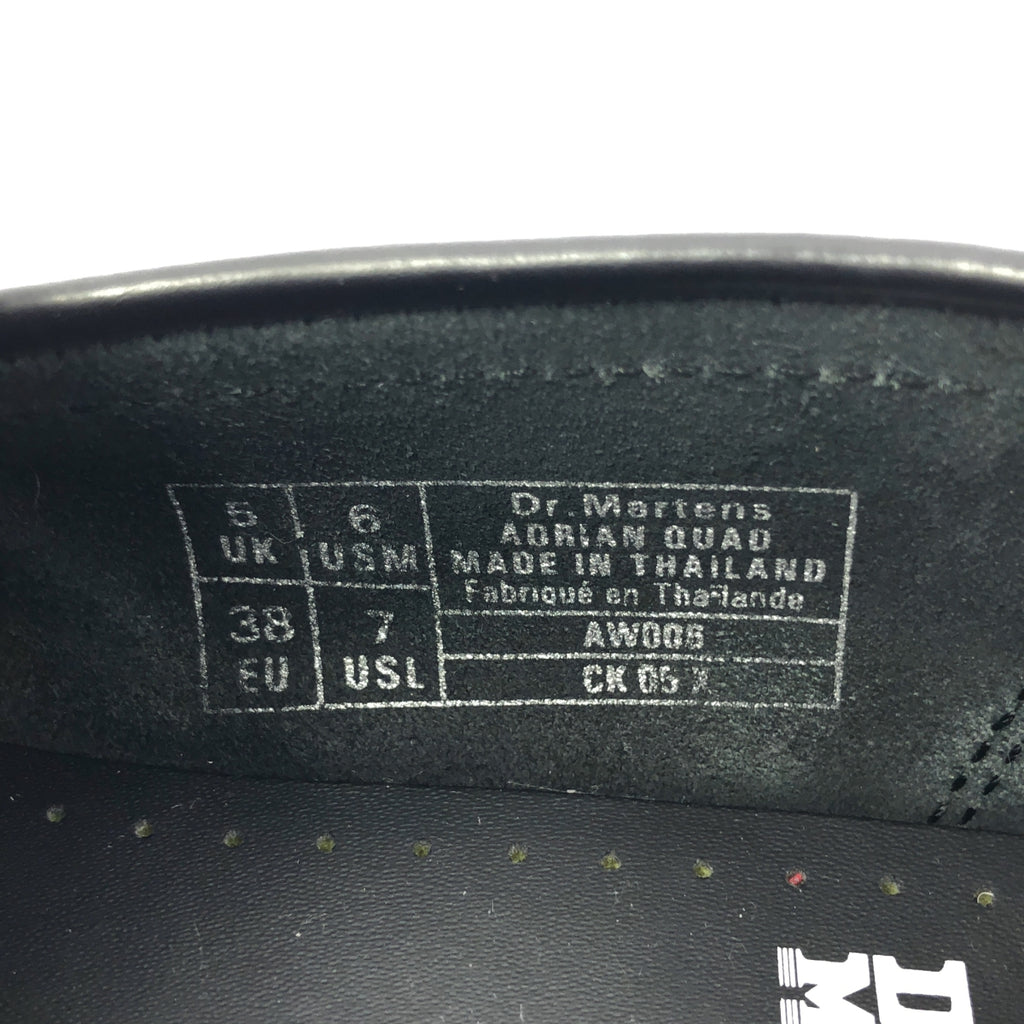 5
UK
6
USM
38
EU
7
USL
Dr. Martens
ADRIAN QUAD
MADE IN THAILAND
Fabriqué en Thaïlande
AW006
CK 06 X
D
M